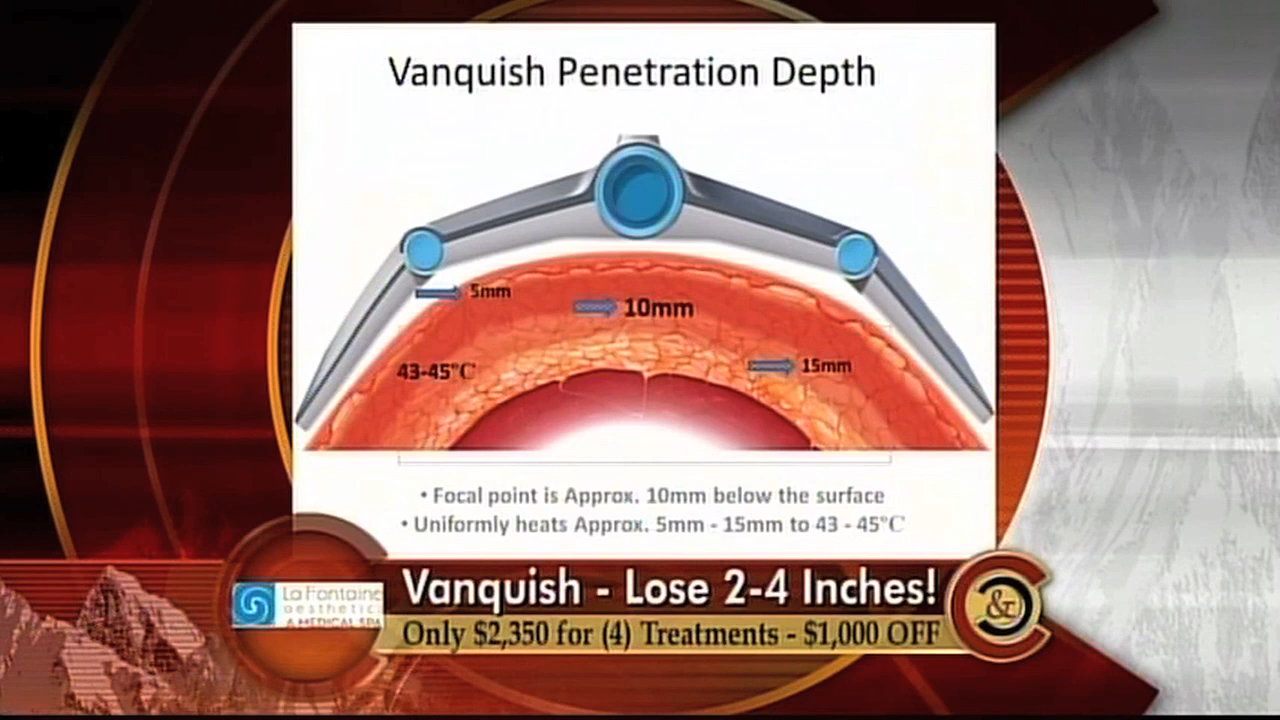 Vanquish Penetration Depth
5mm
10mm
43-45°C
15mm
• Focal point is Approx. 10mm below the surface
• Uniformly heats Approx. 5mm - 15mm to 43 - 45°C
La Fontaine
aesthetics
A MEDICAL SPA
Vanquish - Lose 2-4 Inches!
Only $2,350 for (4) Treatments - $1,000 OFF
&